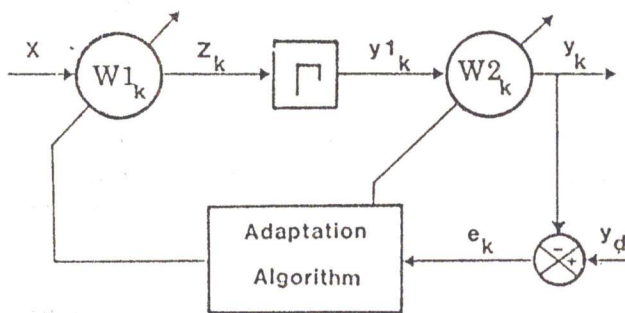 X
W1k
Zk
Γ
y1k
W2k
yk
Adaptation
Algorithm
ek
-
+
yd